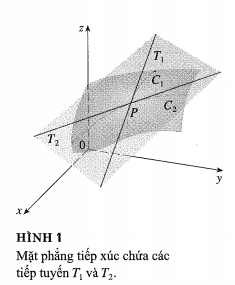 z
T₁
C₁
P
C₂
T₂
0
y
x
HÌNH 1
Mặt phẳng tiếp xúc chứa các
tiếp tuyến T₁ và T₂.